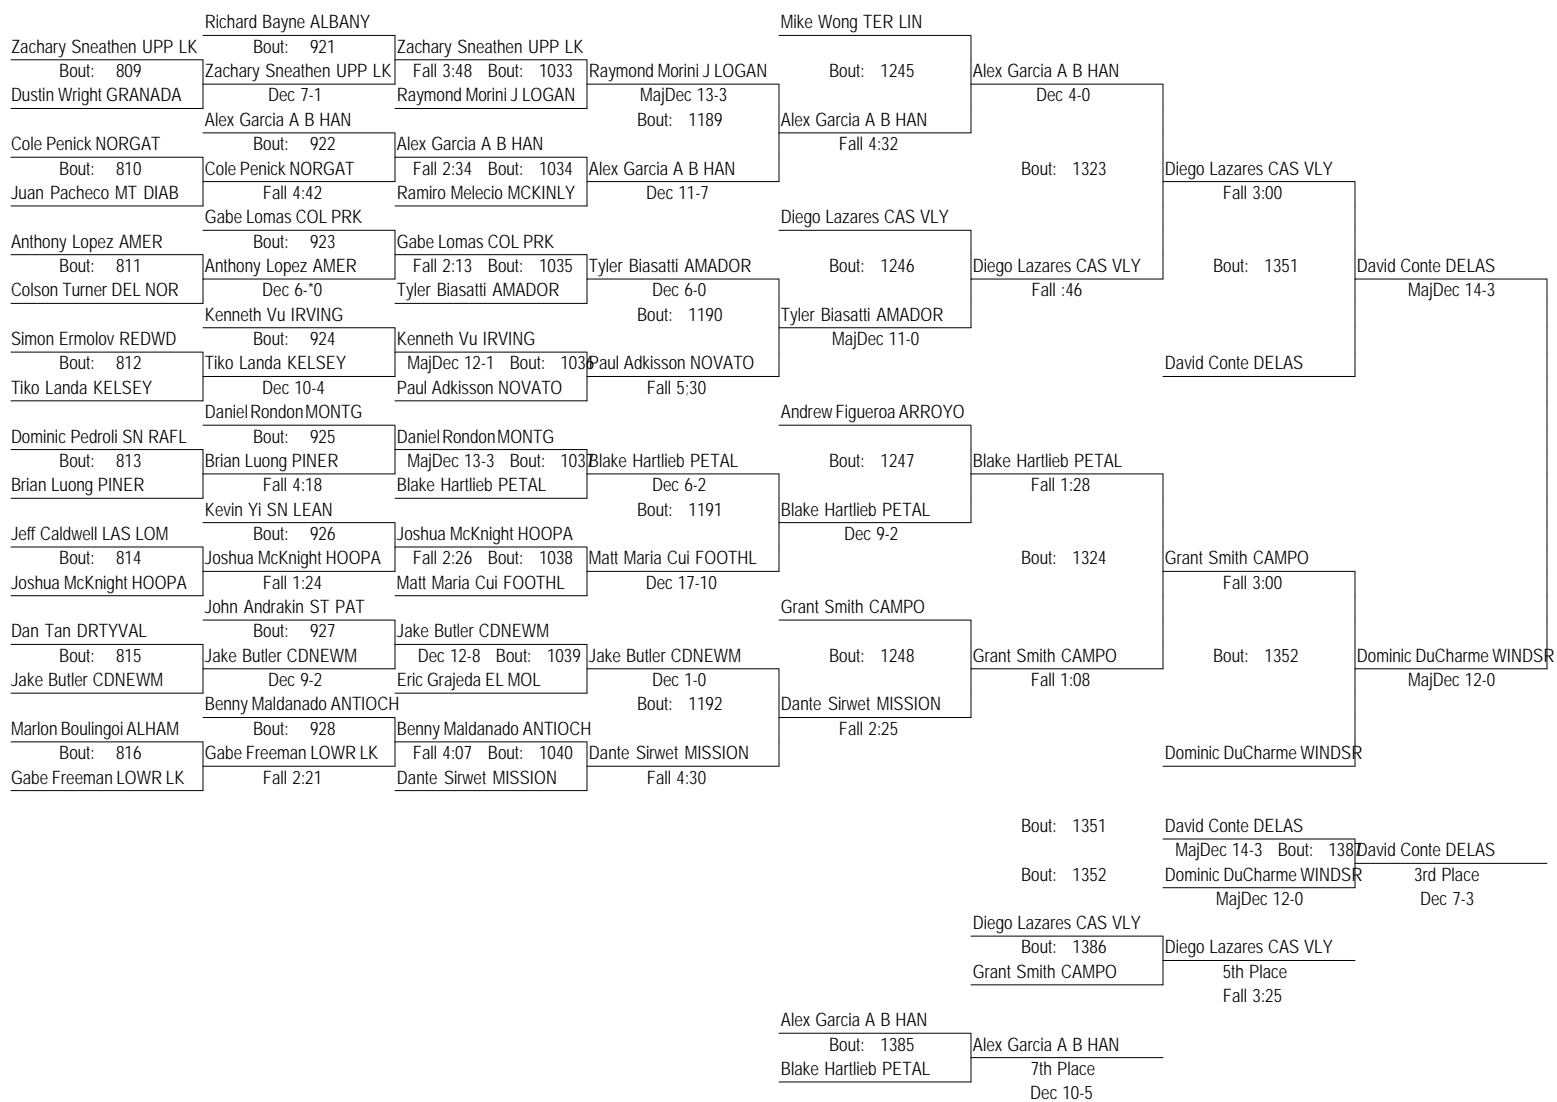 Richard Bayne ALBANY Mike Wong TER LIN
Zachary Sneathen UPP LK Bout: 921 Zachary Sneathen UPP LK
Bout: 809 Zachary Sneathen UPP LK Fall 3:48 Bout: 1033 Raymond Morini J LOGAN Bout: 1245 Alex Garcia A B HAN
Dustin Wright GRANADA Dec 7-1 Raymond Morini J LOGAN MajDec 13-3 Dec 4-0
Alex Garcia A B HAN Bout: 1189 Alex Garcia A B HAN
Cole Penick NORGAT Bout: 922 Alex Garcia A B HAN Fall 4:32
Bout: 810 Cole Penick NORGAT Fall 2:34 Bout: 1034 Alex Garcia A B HAN Bout: 1323 Diego Lazares CAS VLY
Juan Pacheco MT DIAB Fall 4:42 Ramiro Melecio MCKINLY Dec 11-7 Fall 3:00
Gabe Lomas COL PRK Diego Lazares CAS VLY
Anthony Lopez AMER Bout: 923 Gabe Lomas COL PRK
Bout: 811 Anthony Lopez AMER Fall 2:13 Bout: 1035 Tyler Biasatti AMADOR Bout: 1246 Diego Lazares CAS VLY Bout: 1351 David Conte DELAS
Colson Turner DEL NOR Dec 6-*0 Tyler Biasatti AMADOR Dec 6-0 Fall :46 MajDec 14-3
Kenneth Vu IRVING Bout: 1190 Tyler Biasatti AMADOR
Simon Ermolov REDWD Bout: 924 Kenneth Vu IRVING MajDec 11-0
Bout: 812 Tiko Landa KELSEY MajDec 12-1 Bout: 1036 Paul Adkisson NOVATO David Conte DELAS
Tiko Landa KELSEY Dec 10-4 Paul Adkisson NOVATO Fall 5;30
Daniel Rondon MONTG Andrew Figueroa ARROYO
Dominic Pedroli SN RAFL Bout: 925 Daniel Rondon MONTG
Bout: 813 Brian Luong PINER MajDec 13-3 Bout: 1037 Blake Hartlieb PETAL Bout: 1247 Blake Hartlieb PETAL
Brian Luong PINER Fall 4:18 Blake Hartlieb PETAL Dec 6-2 Fall 1:28
Kevin Yi SN LEAN Bout: 1191 Blake Hartlieb PETAL
Jeff Caldwell LAS LOM Bout: 926 Joshua McKnight HOOPA Dec 9-2
Bout: 814 Joshua McKnight HOOPA Fall 2:26 Bout: 1038 Matt Maria Cui FOOTHL Bout: 1324 Grant Smith CAMPO
Joshua McKnight HOOPA Fall 1:24 Matt Maria Cui FOOTHL Dec 17-10 Fall 3:00
John Andrakin ST PAT Grant Smith CAMPO
Dan Tan DRTYVAL Bout: 927 Jake Butler CDNEWM
Bout: 815 Jake Butler CDNEWM Dec 12-8 Bout: 1039 Jake Butler CDNEWM Bout: 1248 Grant Smith CAMPO Bout: 1352 Dominic DuCharme WINDSR
Jake Butler CDNEWM Dec 9-2 Eric Grajeda EL MOL Dec 1-0 Fall 1:08 MajDec 12-0
Benny Maldanado ANTIOCH Bout: 1192 Dante Sirwet MISSION
Marlon Boulingoi ALHAM Bout: 928 Benny Maldanado ANTIOCH Fall 2:25
Bout: 816 Gabe Freeman LOWR LK Fall 4:07 Bout: 1040 Dante Sirwet MISSION Dominic DuCharme WINDSR
Gabe Freeman LOWR LK Fall 2:21 Dante Sirwet MISSION Fall 4:30
Bout: 1351 David Conte DELAS
MajDec 14-3 Bout: 1387 David Conte DELAS
Bout: 1352 Dominic DuCharme WINDSR 3rd Place
MajDec 12-0 Dec 7-3
Diego Lazares CAS VLY
Bout: 1386 Diego Lazares CAS VLY
Grant Smith CAMPO 5th Place
Fall 3:25
Alex Garcia A B HAN
Bout: 1385 Alex Garcia A B HAN
Blake Hartlieb PETAL 7th Place
Dec 10-5